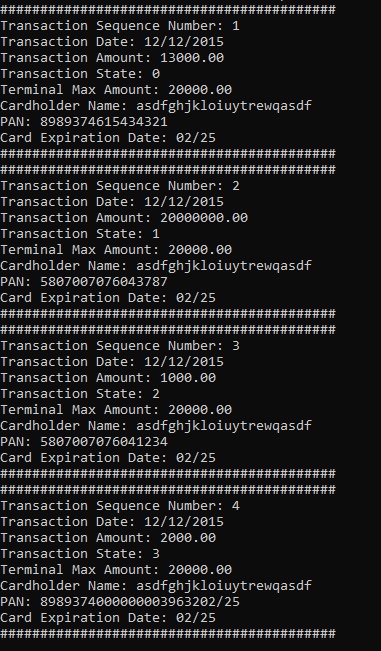 ##########################################
Transaction Sequence Number: 1
Transaction Date: 12/12/2015
Transaction Amount: 13000.00
Transaction State: 0
Terminal Max Amount: 20000.00
Cardholder Name: asdfghjkloiuytrewqasdf
PAN: 8989374615434321
Card Expiration Date: 02/25
##########################################
##########################################
Transaction Sequence Number: 2
Transaction Date: 12/12/2015
Transaction Amount: 20000000.00
Transaction State: 1
Terminal Max Amount: 20000.00
Cardholder Name: asdfghjkloiuytrewqasdf
PAN: 5807007076043787
Card Expiration Date: 02/25
##########################################
##########################################
Transaction Sequence Number: 3
Transaction Date: 12/12/2015
Transaction Amount: 1000.00
Transaction State: 2
Terminal Max Amount: 20000.00
Cardholder Name: asdfghjkloiuytrewqasdf
PAN: 5807007076041234
Card Expiration Date: 02/25
##########################################
##########################################
Transaction Sequence Number: 4
Transaction Date: 12/12/2015
Transaction Amount: 2000.00
Transaction State: 3
Terminal Max Amount: 20000.00
Cardholder Name: asdfghjkloiuytrewqasdf
PAN: 8989374000000003963202/25
Card Expiration Date: 02/25
##########################################